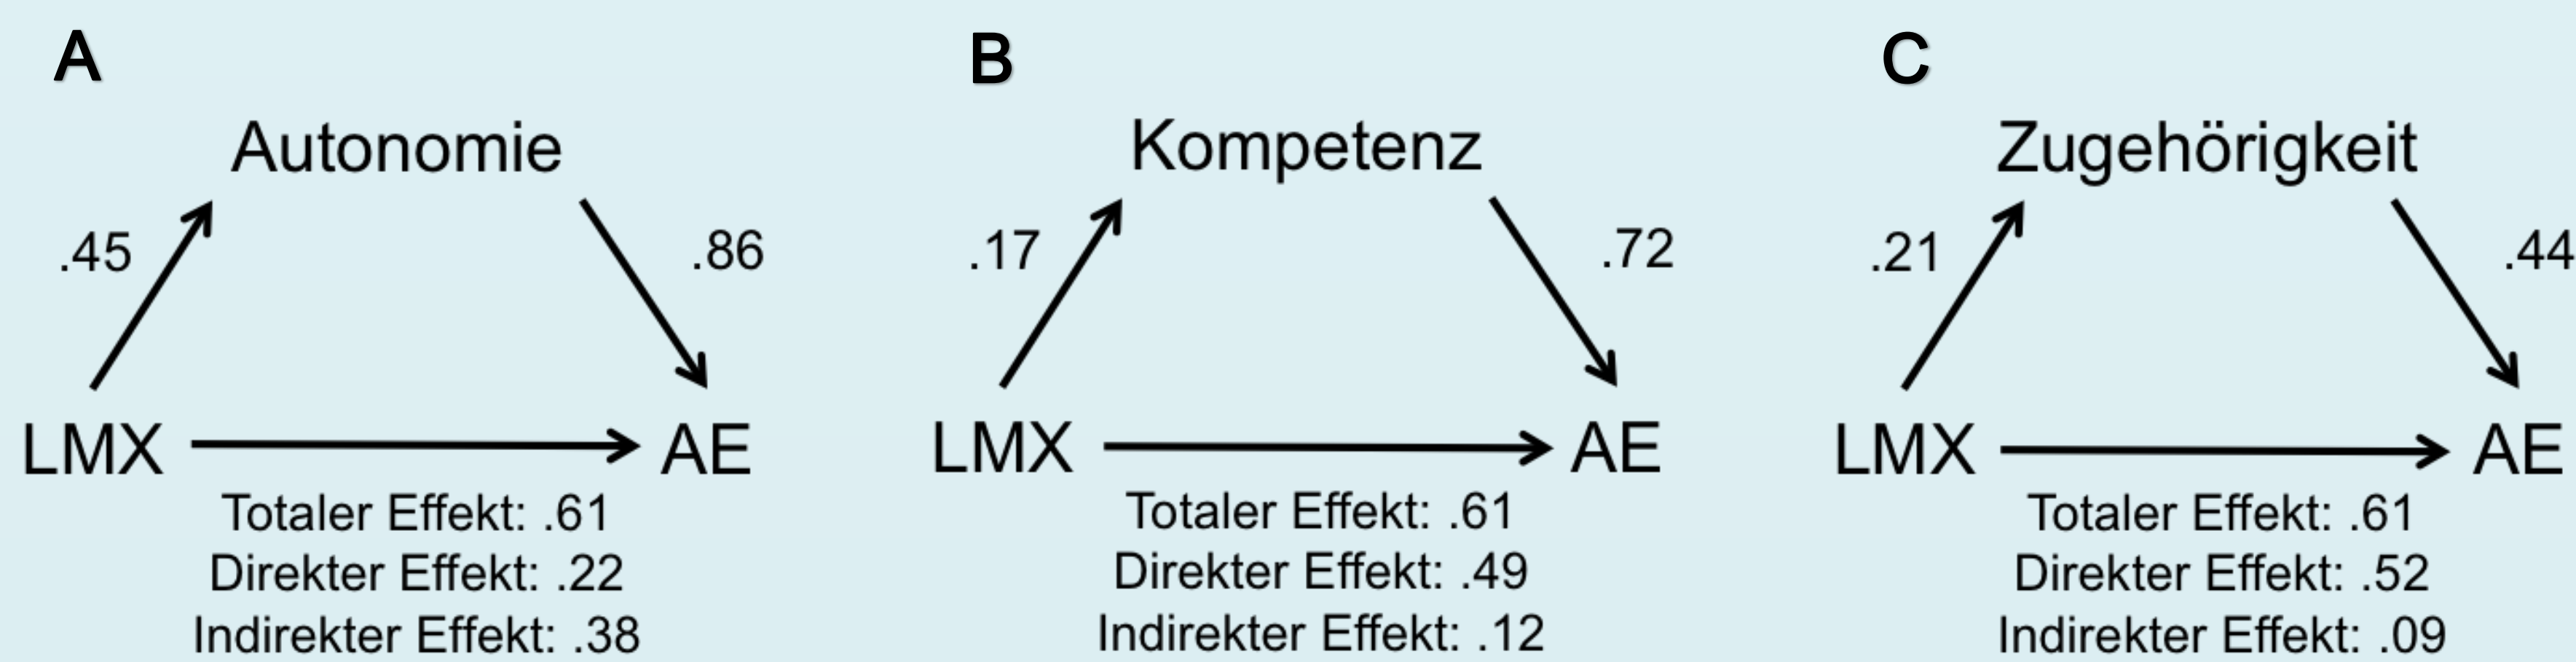 A
Autonomie
.45
.86
LMX
AE
Totaler Effekt: .61
Direkter Effekt: .22
Indirekter Effekt: .38
B
Kompetenz
.17
.72
LMX
AE
Totaler Effekt: .61
Direkter Effekt: .49
Indirekter Effekt: .12
C
Zugehörigkeit
.21
.44
LMX
AE
Totaler Effekt: .61
Direkter Effekt: .52
Indirekter Effekt: .09